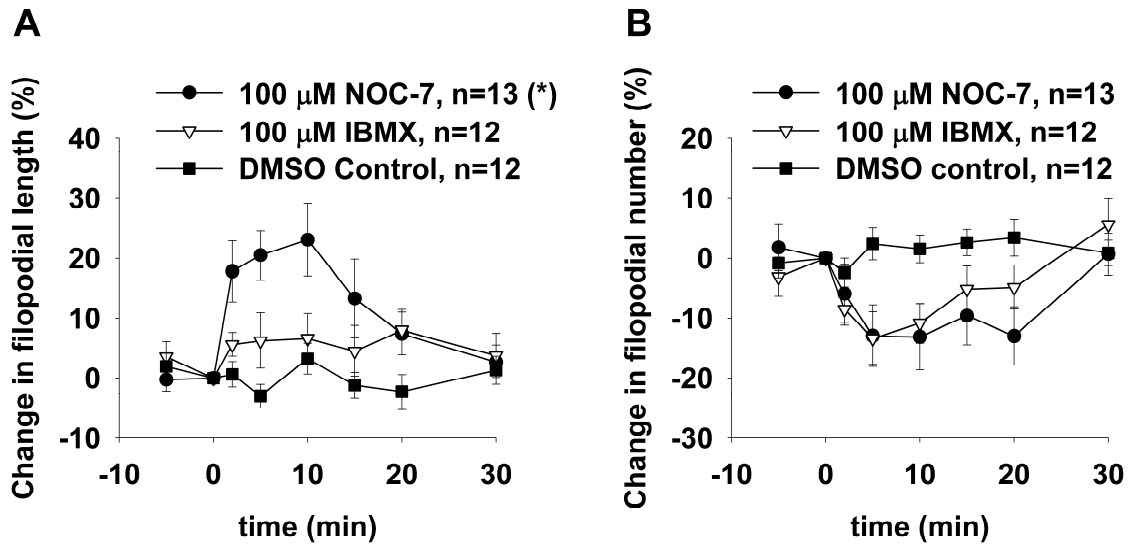 A
Change in filopodial length (%)
100 μM NOC-7, n=13 (*)
100 μM IBMX, n=12
DMSO Control, n=12
40
30
20
10
0
-10
-10 0 10 20 30
time (min)
B
Change in filopodial number (%)
100 μM NOC-7, n=13
100 μM IBMX, n=12
DMSO control, n=12
20
10
0
-10
-20
-30
-10 0 10 20 30
time (min)